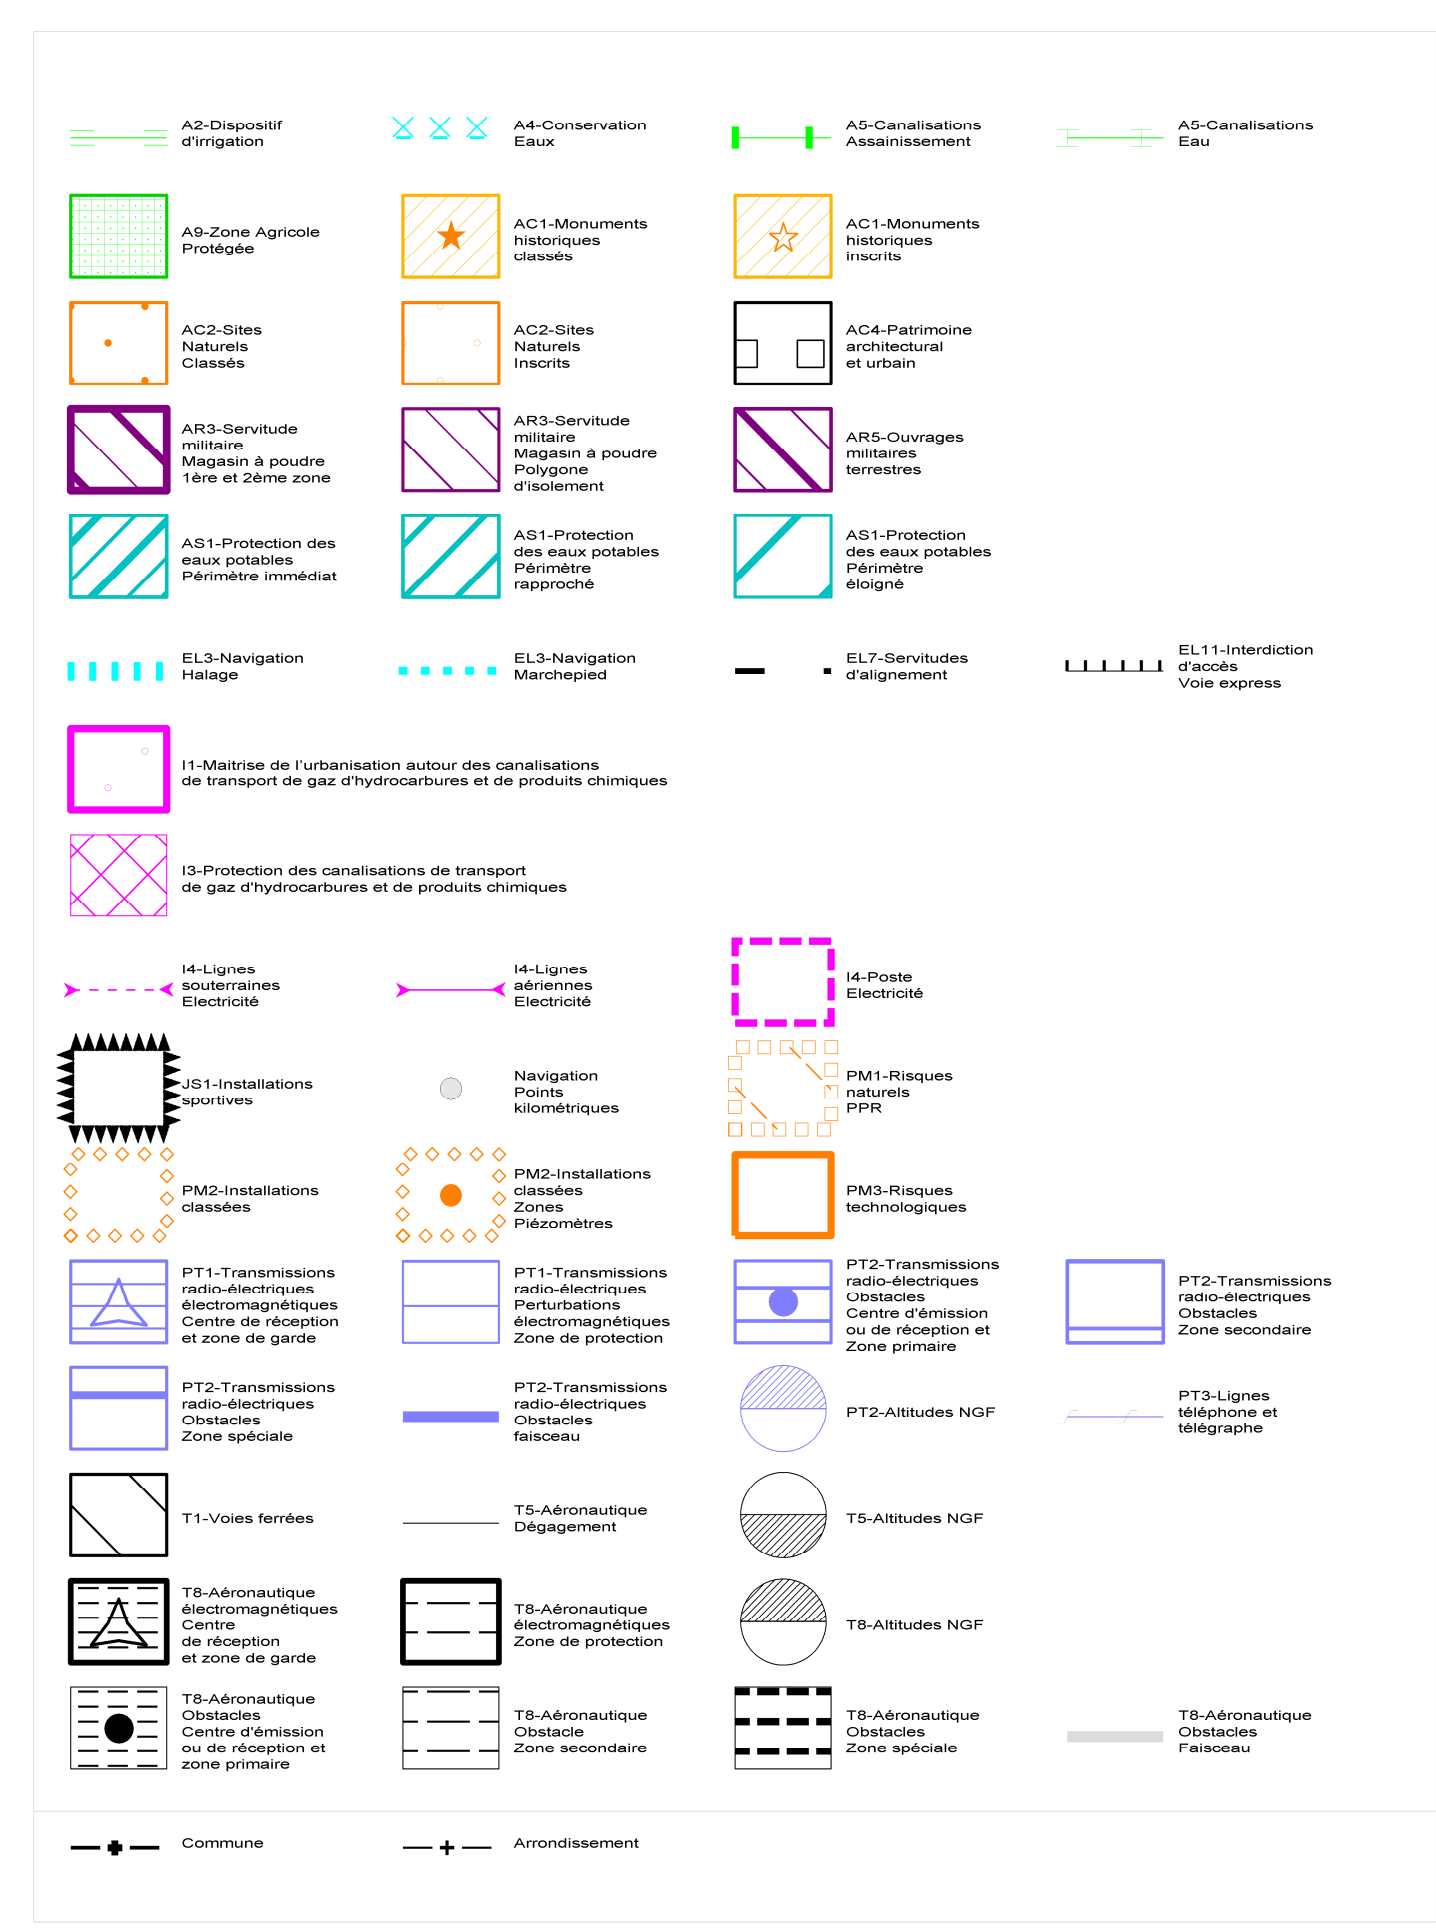 A2-Dispositif
d'irrigation
A4-Conservation
Eaux
A5-Canalisations
Assainissement
A5-Canalisations
Eau
A9-Zone Agricole
Protégée
AC1-Monuments
historiques
classés
AC1-Monuments
historiques
inscrits
AC2-Sites
Naturels
Classés
AC2-Sites
Naturels
Inscrits
AC4-Patrimoine
architectural
et urbain
AR3-Servitude
militaire
Magasin à poudre
1ère et 2ème zone
AR3-Servitude
militaire
Magasin à poudre
Polygone
d'isolement
AR5-Ouvrages
militaires
terrestres
AS1-Protection des
eaux potables
Périmètre immédiat
AS1-Protection
des eaux potables
Périmètre
rapproché
AS1-Protection
des eaux potables
Périmètre
éloigné
EL3-Navigation
Halage
EL3-Navigation
Marchepied
EL7-Servitudes
d'alignement
EL11-Interdiction
d'accès
Voie express
I1-Maitrise de l'urbanisation autour des canalisations
de transport de gaz d'hydrocarbures et de produits chimiques
I3-Protection des canalisations de transport
de gaz d'hydrocarbures et de produits chimiques
I4-Lignes
souterraines
Electricité
I4-Lignes
aériennes
Electricité
I4-Poste
Electricité
JS1-Installations
sportives
Navigation
Points
kilométriques
PM1-Risques
naturels
PPR
PM2-Installations
classées
PM2-Installations
classées
Zones
Piézomètres
PM3-Risques
technologiques
PT1-Transmissions
radio-électriques
électromagnétiques
Centre de réception
et zone de garde
PT1-Transmissions
radio-électriques
Perturbations
électromagnétiques
Zone de protection
PT2-Transmissions
radio-électriques
Obstacles
Centre d'émission
ou de réception et
Zone primaire
PT2-Transmissions
radio-électriques
Obstacles
Zone secondaire
PT2-Transmissions
radio-électriques
Obstacles
Zone spéciale
PT2-Transmissions
radio-électriques
Obstacles
faisceau
PT2-Altitudes NGF
PT3-Lignes
téléphone et
télégraphe
T1-Voies ferrées
T5-Aéronautique
Dégagement
T5-Altitudes NGF
T8-Aéronautique
électromagnétiques
Centre
de réception
et zone de garde
T8-Aéronautique
électromagnétiques
Zone de protection
T8-Altitudes NGF
T8-Aéronautique
Obstacles
Centre d'émission
ou de réception et
zone primaire
T8-Aéronautique
Obstacle
Zone secondaire
T8-Aéronautique
Obstacles
Zone spéciale
T8-Aéronautique
Obstacles
Faisceau
Commune
Arrondissement